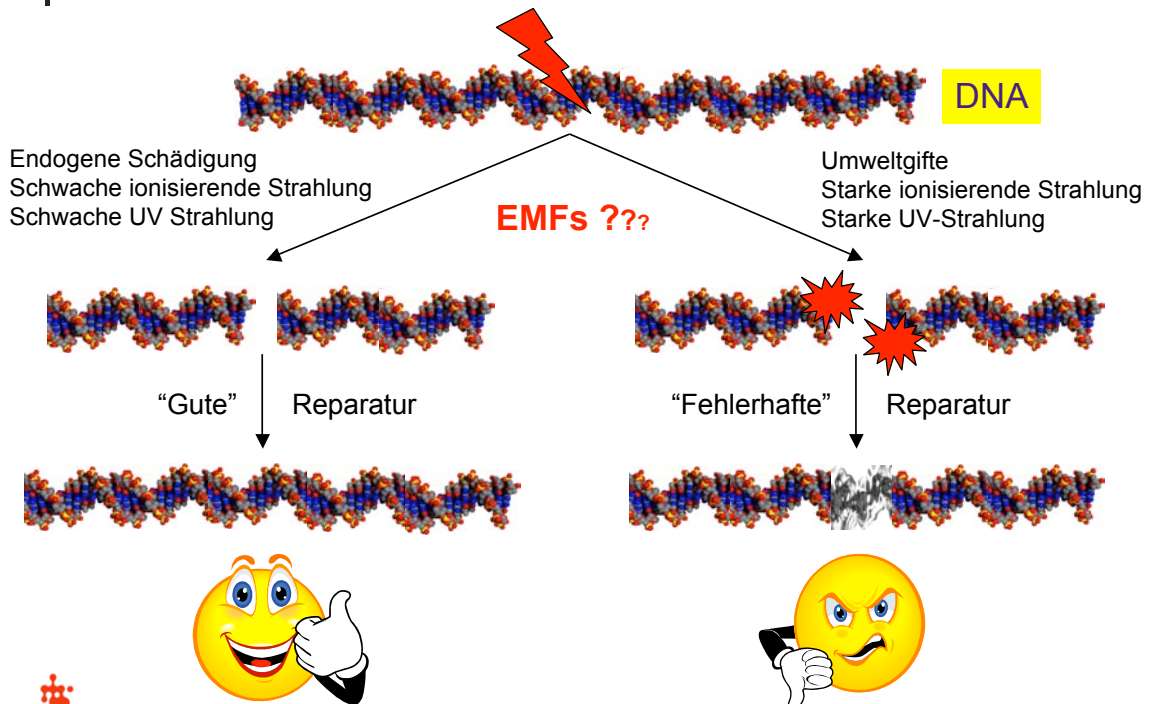 DNA
Endogene Schädigung
Schwache ionisierende Strahlung
Schwache UV Strahlung
EMFs ???
Umweltgifte
Starke ionisierende Strahlung
Starke UV-Strahlung
“Gute” Reparatur
“Fehlerhafte” Reparatur